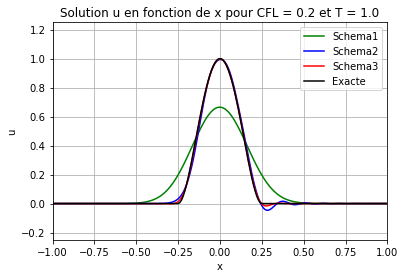 Solution u en fonction de x pour CFL = 0.2 et T = 1.0
Schema1
Schema2
Schema3
Exacte
u
1.2
1.0
0.8
0.6
0.4
0.2
0.0
−0.2
−1.00 −0.75 −0.50 −0.25 0.00 0.25 0.50 0.75 1.00
x